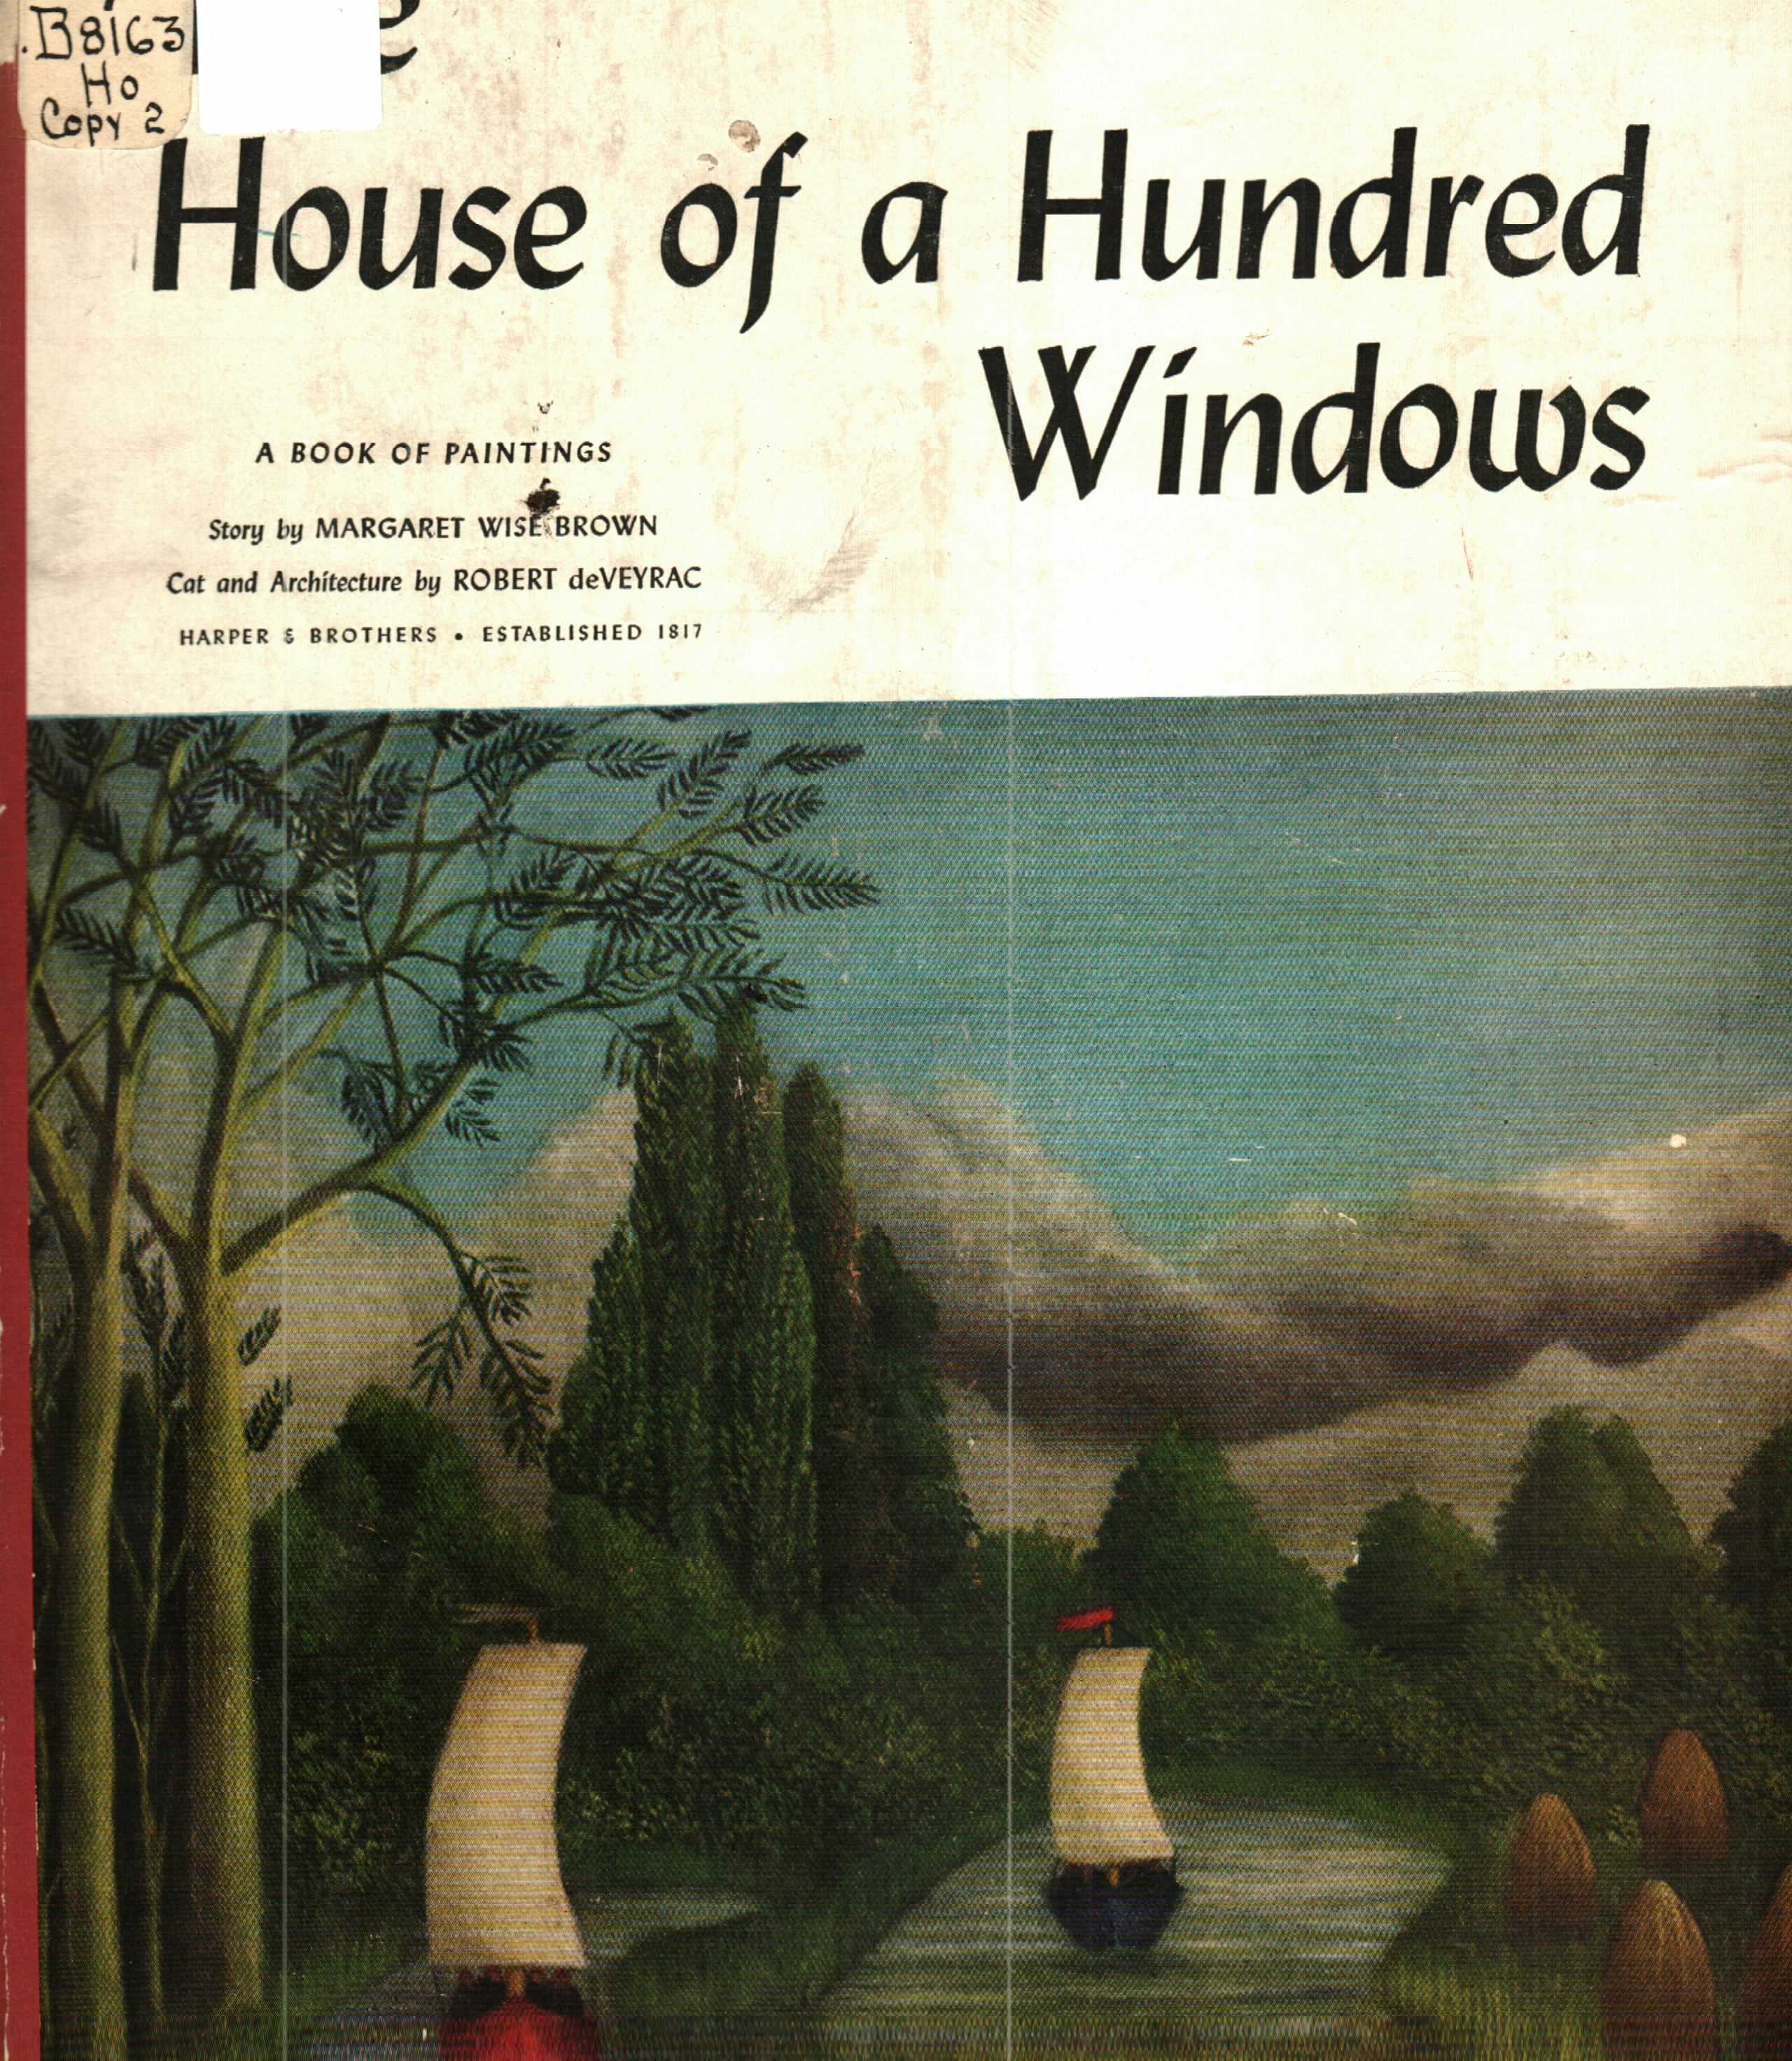 .B8163
Ho
Copy 2
House of a Hundred
Windows
A BOOK OF PAINTINGS
Story by MARGARET WISE BROWN
Cat and Architecture by ROBERT deVEYRAC
HARPER & BROTHERS • ESTABLISHED 1817